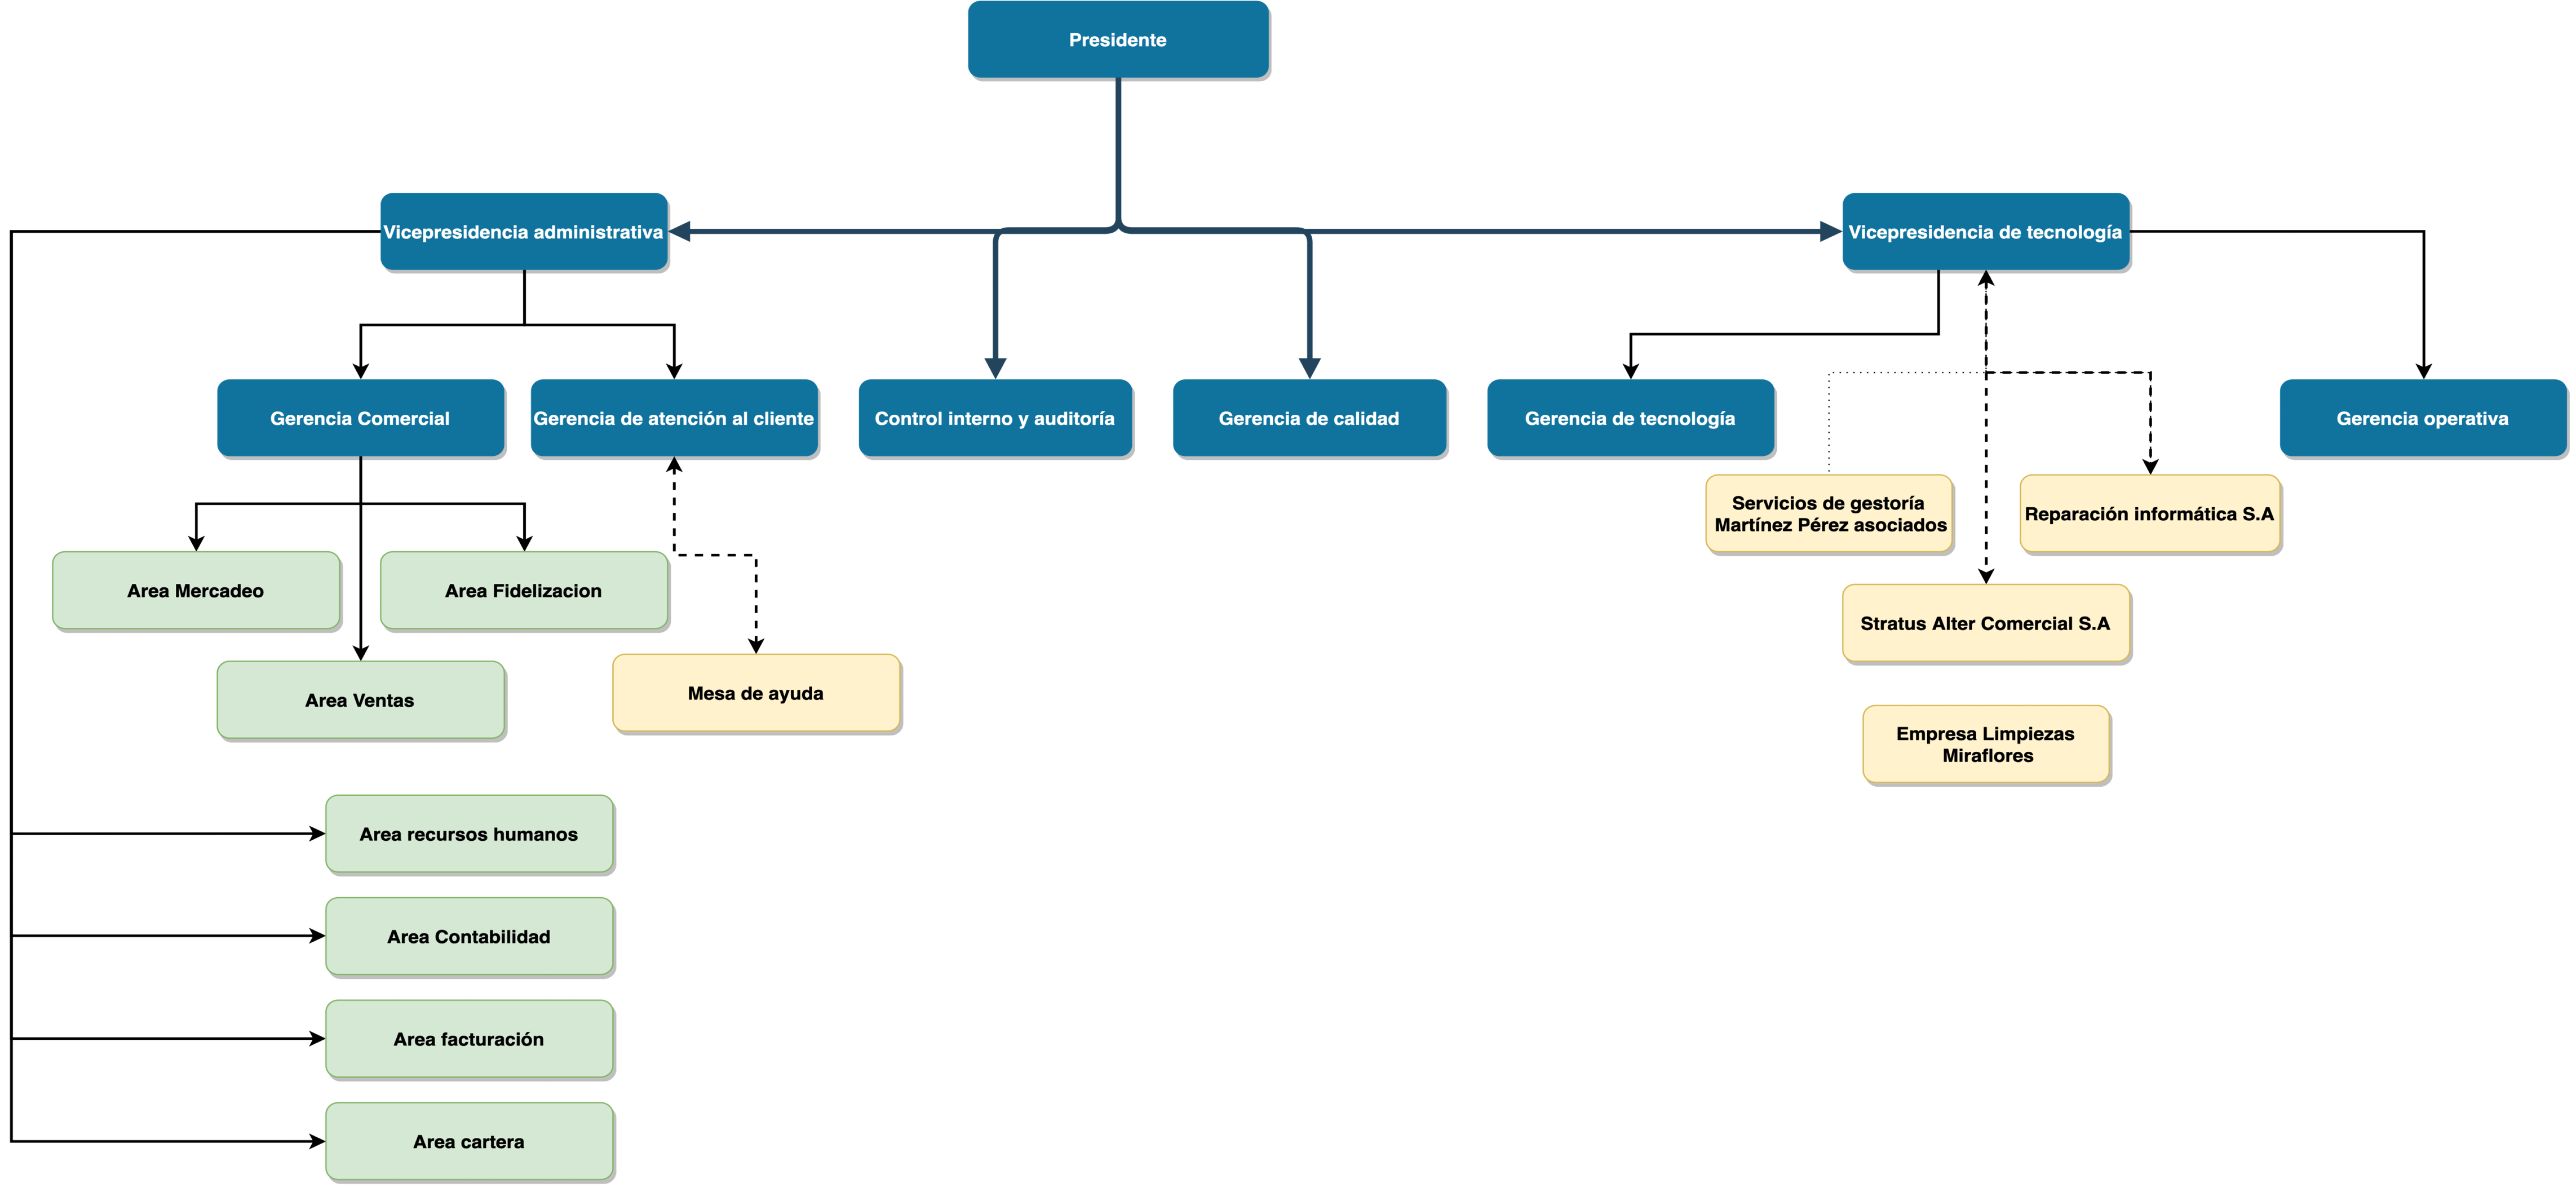 Presidente
Vicepresidencia administrativa
Vicepresidencia de tecnología
Gerencia Comercial
Gerencia de atención al cliente
Control interno y auditoría
Gerencia de calidad
Gerencia de tecnología
Gerencia operativa
Servicios de gestoría
Martínez Pérez asociados
Reparación informática S.A
Area Mercadeo
Area Fidelizacion
Stratus Alter Comercial S.A
Area Ventas
Mesa de ayuda
Empresa Limpiezas
Miraflores
Area recursos humanos
Area Contabilidad
Area facturación
Area cartera